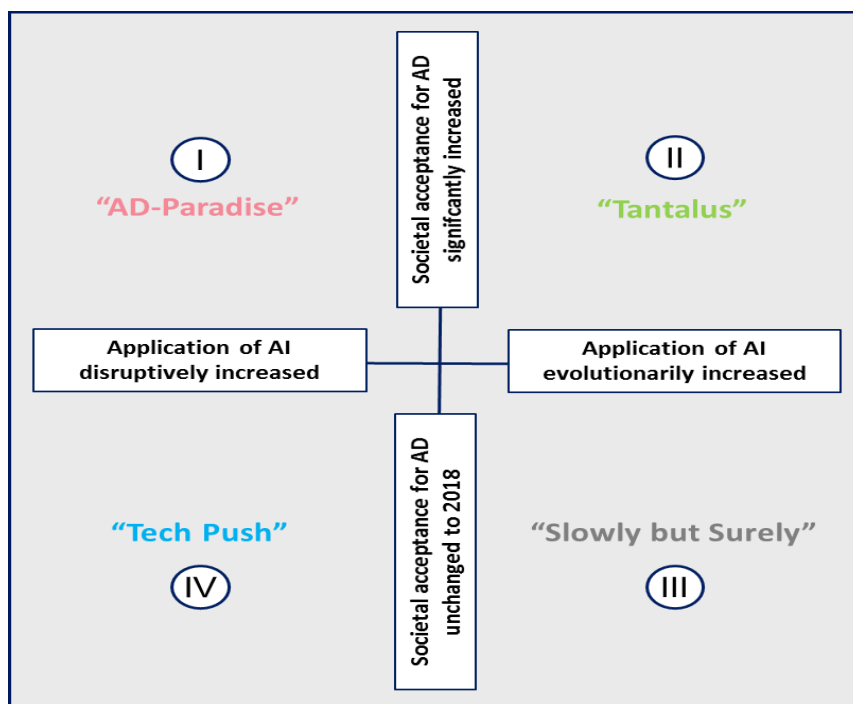 Societal acceptance for AD
signifcantly increased
I
“AD-Paradise”
II
“Tantalus”
Application of AI
disruptively increased
Application of AI
evolutionarily increased
Societal acceptance for AD
unchanged to 2018
“Tech Push”
IV
“Slowly but Surely”
III